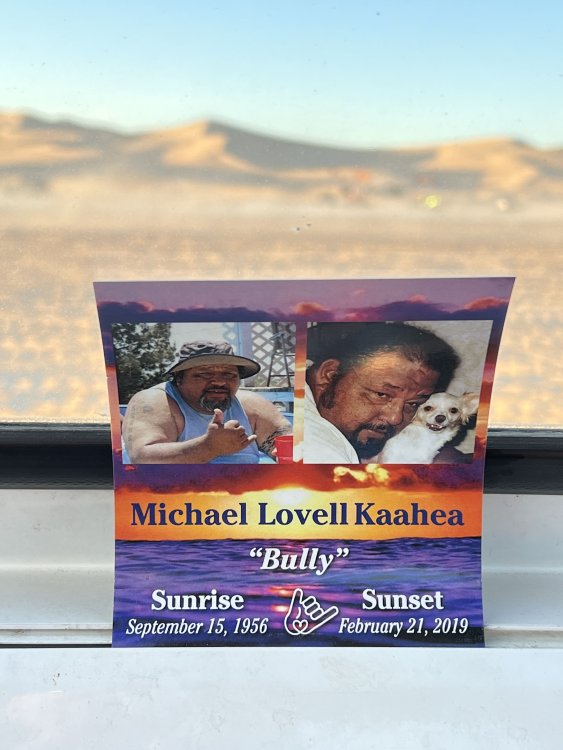 Michael Lovell Kaahea
“Bully”
Sunrise
Sunset
September 15, 1956
February 21, 2019